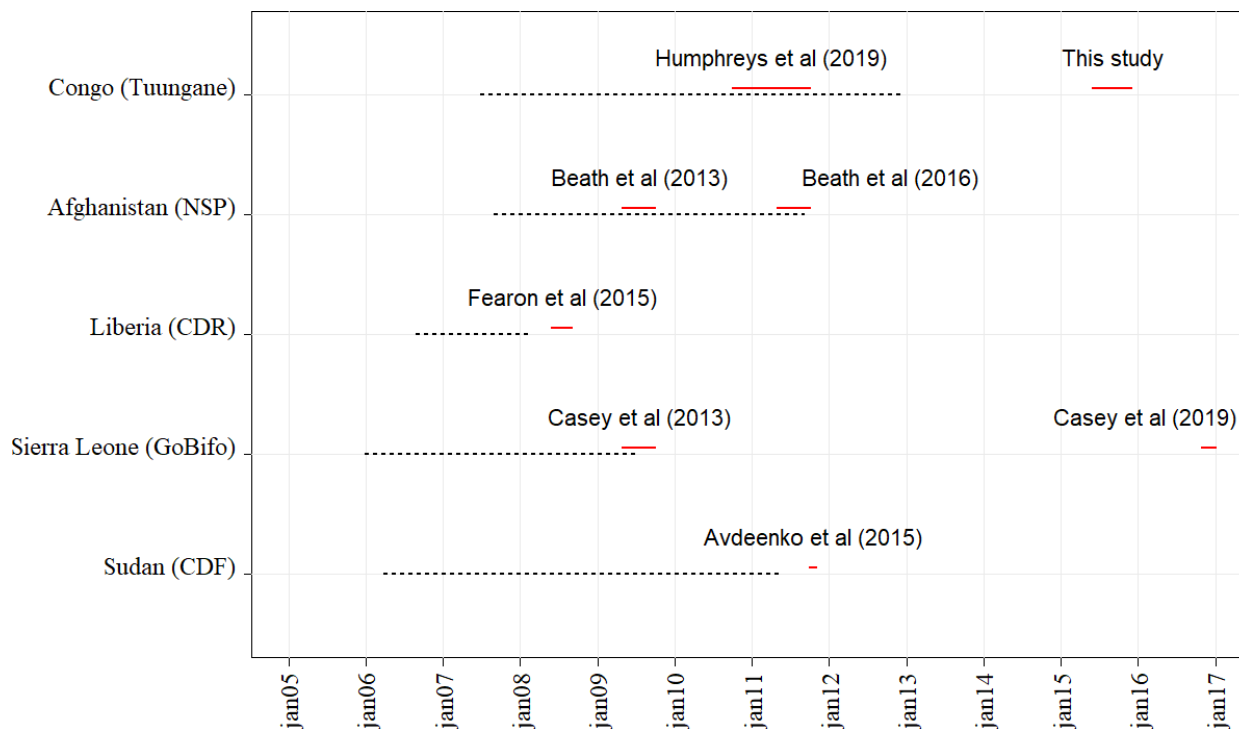 Humphreys et al (2019) This study
Congo (Tuungane)
Beath et al (2013) Beath et al (2016)
Afghanistan (NSP)
Fearon et al (2015)
Liberia (CDR)
Casey et al (2013) Casey et al (2019)
Sierra Leone (GoBifo)
Avdeenko et al (2015)
Sudan (CDF)
jan05 jan06 jan07 jan08 jan09 jan10 jan11 jan12 jan13 jan14 jan15 jan16 jan17